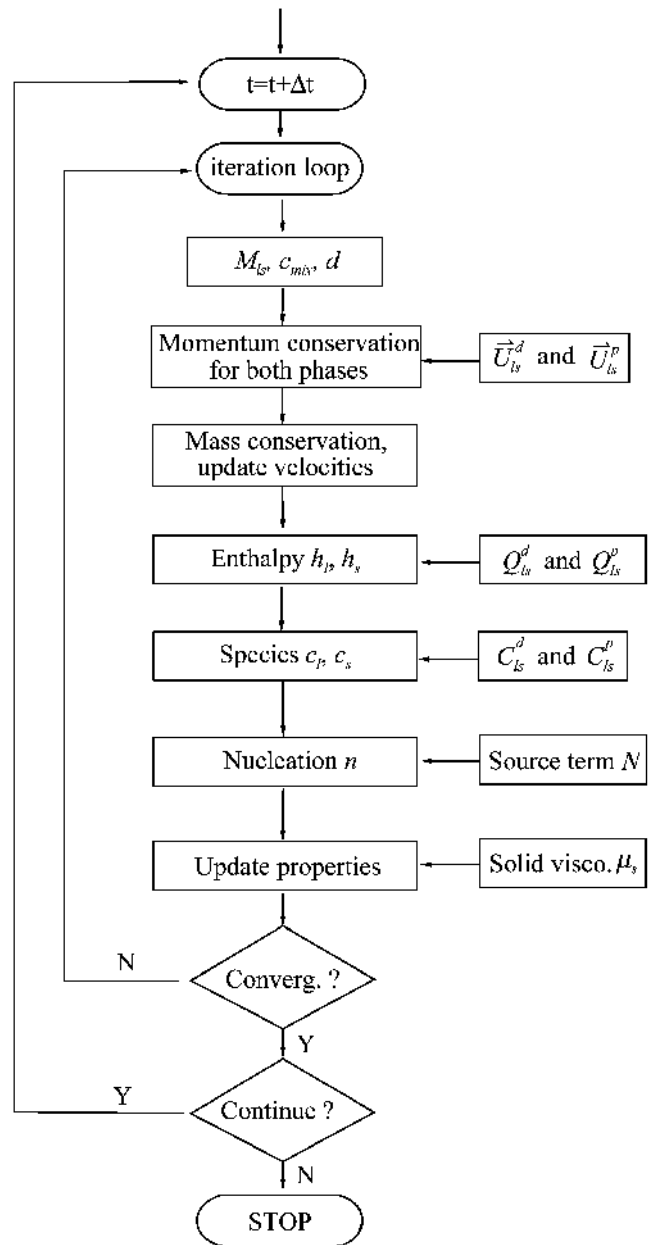 t=t+Δt
iteration loop
M_ls, c_mix, d
Momentum conservation
for both phases
U⃗_ls^d and U⃗_ls^p
Mass conservation,
update velocities
Enthalpy h_l, h_s
Q_ls^d and Q_ls^p
Species c_l, c_s
C_ls^d and C_ls^p
Nucleation n
Source term N
Update properties
Solid visco. μ_s
N
Converg. ?
Y
Y
Continue ?
N
STOP